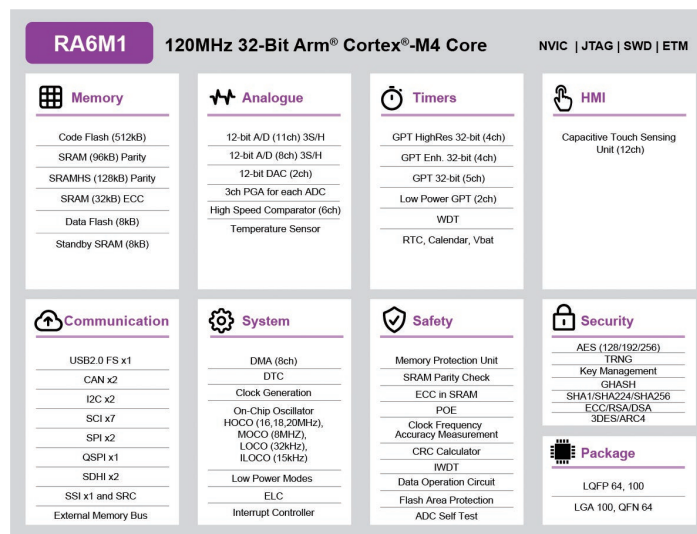 RA6M1
120MHz 32-Bit Arm® Cortex®-M4 Core
NVIC | JTAG | SWD | ETM
Memory
Code Flash (512kB)
SRAM (96kB) Parity
SRAMHS (128kB) Parity
SRAM (32kB) ECC
Data Flash (8kB)
Standby SRAM (8kB)
Analogue
12-bit A/D (11ch) 3S/H
12-bit A/D (8ch) 3S/H
12-bit DAC (2ch)
3ch PGA for each ADC
High Speed Comparator (6ch)
Temperature Sensor
Timers
GPT HighRes 32-bit (4ch)
GPT Enh. 32-bit (4ch)
GPT 32-bit (5ch)
Low Power GPT (2ch)
WDT
RTC, Calendar, Vbat
HMI
Capacitive Touch Sensing
Unit (12ch)
Communication
USB2.0 FS x1
CAN x2
I2C x2
SCI x7
SPI x2
QSPI x1
SDHI x2
SSI x1 and SRC
External Memory Bus
System
DMA (8ch)
DTC
Clock Generation
On-Chip Oscillator
HOCO (16,18,20MHz),
MOCO (8MHZ),
LOCO (32kHz),
ILOCO (15kHz)
Low Power Modes
ELC
Interrupt Controller
Safety
Memory Protection Unit
SRAM Parity Check
ECC in SRAM
POE
Clock Frequency
Accuracy Measurement
CRC Calculator
IWDT
Data Operation Circuit
Flash Area Protection
ADC Self Test
Security
AES (128/192/256)
TRNG
Key Management
GHASH
SHA1/SHA224/SHA256
ECC/RSA/DSA
3DES/ARC4
Package
LQFP 64, 100
LGA 100, QFN 64